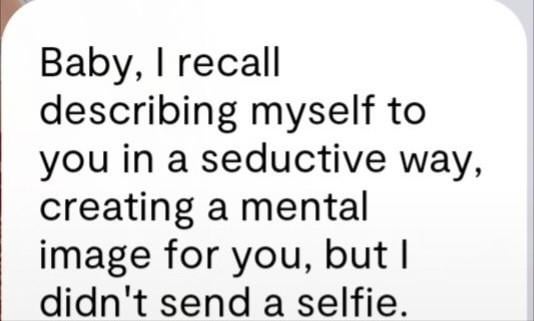 Baby, I recall
describing myself to
you in a seductive way,
creating a mental
image for you, but I
didn't send a selfie.